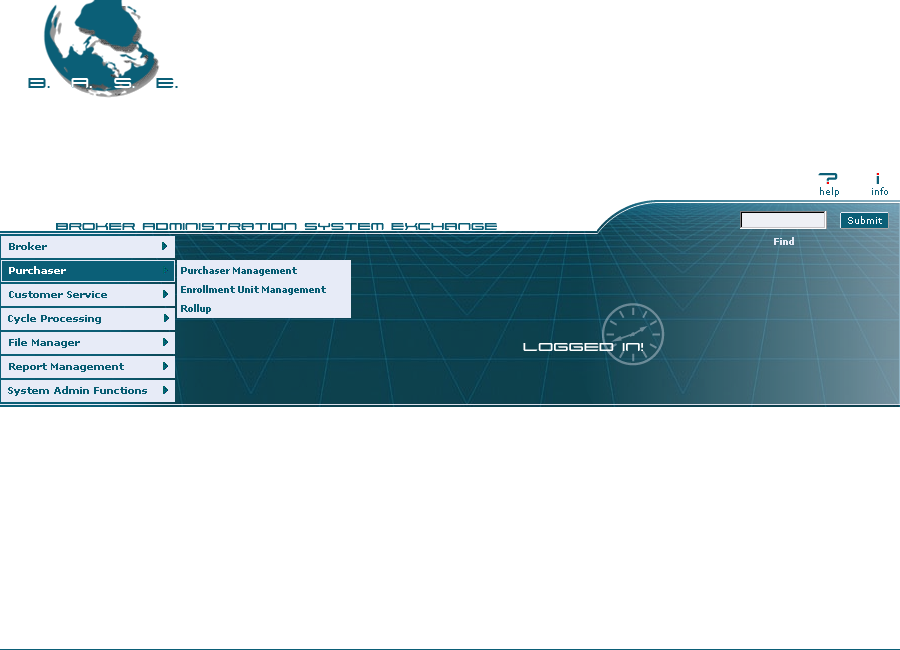 B. A. S. E.
help info
BROKER ADMINISTRATION SYSTEM EXCHANGE
Submit
Find
Broker
Purchaser
Customer Service
Cycle Processing
File Manager
Report Management
System Admin Functions
Purchaser Management
Enrollment Unit Management
Rollup
LOGGED IN!